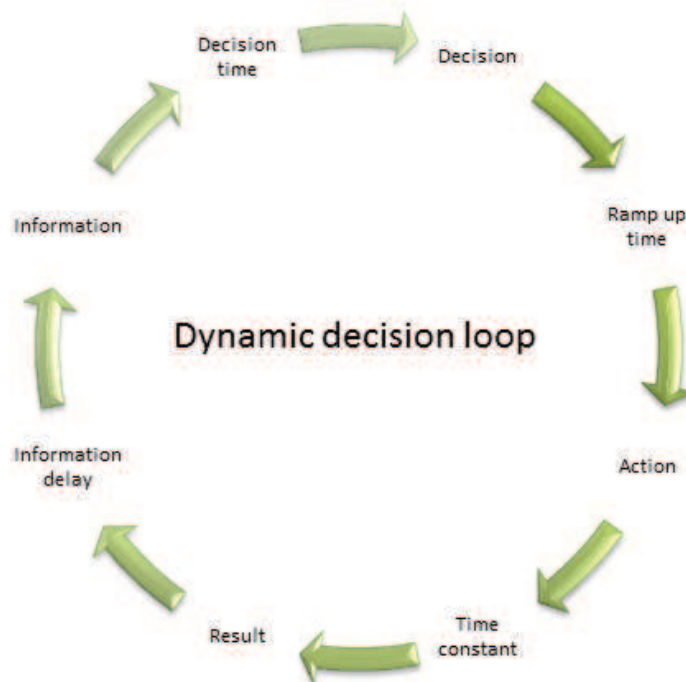 Decision
time
Decision
Ramp up
time
Information
Dynamic decision loop
Information
delay
Action
Result
Time
constant